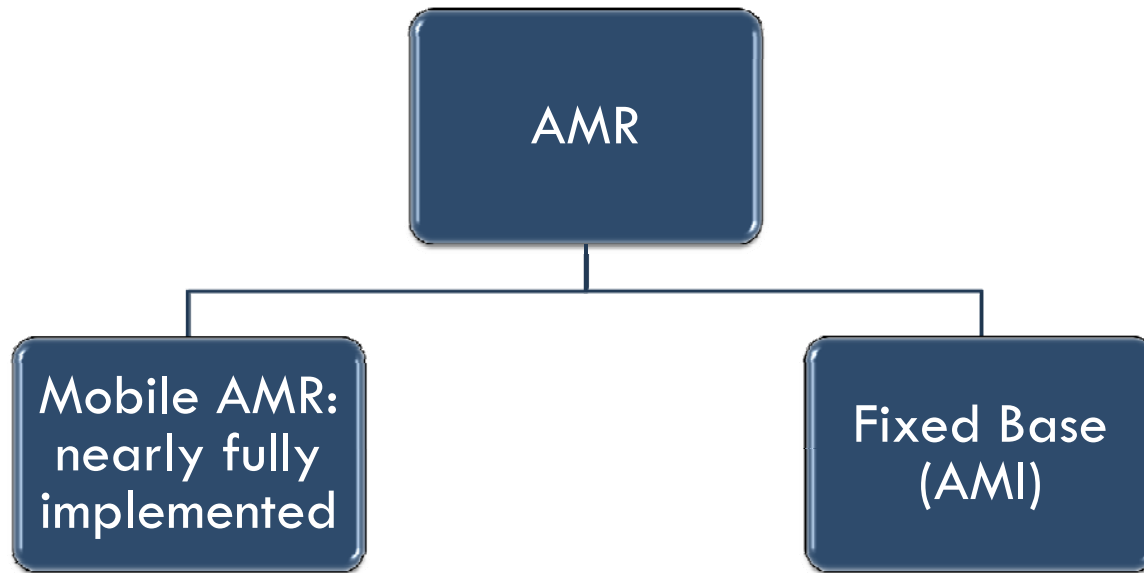 AMR
Mobile AMR:
nearly fully
implemented
Fixed Base
(AMI)